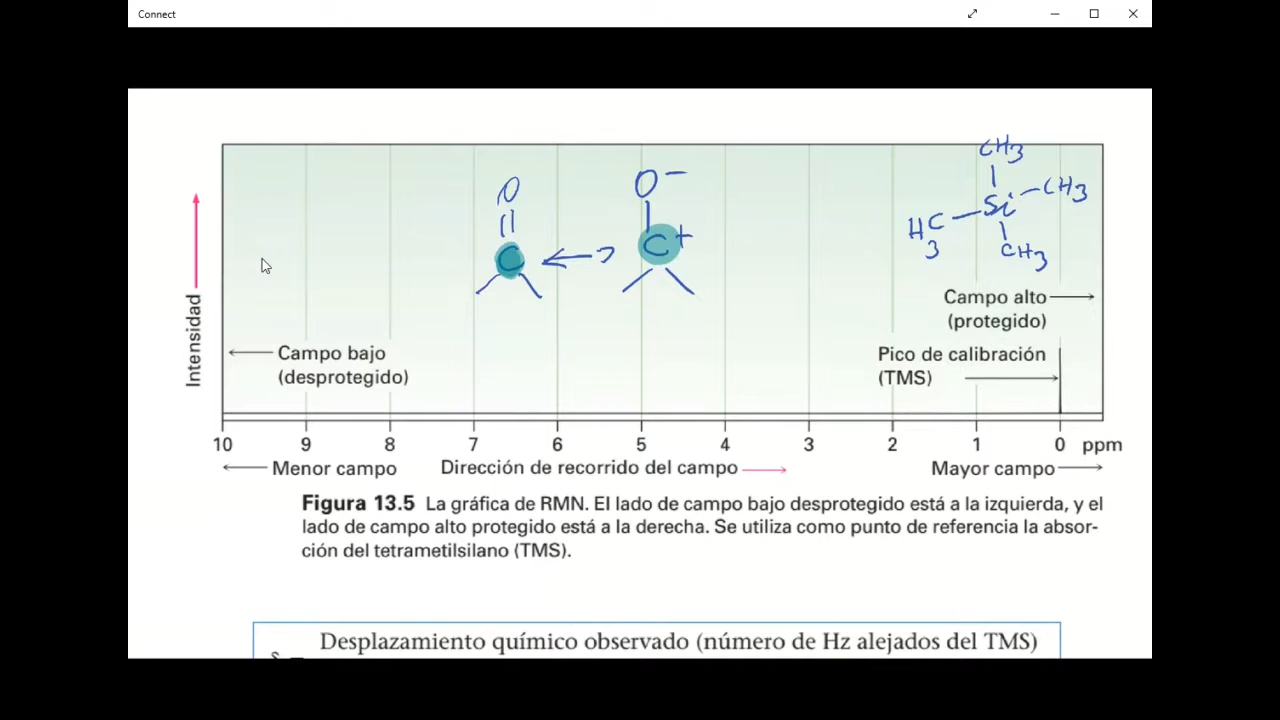 Connect
CH3
O
O−
Si
CH3
H3C
CH3
C
C+
Intensidad
Campo alto
(protegido)
Campo bajo
(desprotegido)
Pico de calibración
(TMS)
10 9 8 7 6 5 4 3 2 1 0 ppm
Menor campo Dirección de recorrido del campo Mayor campo
Figura 13.5 La gráfica de RMN. El lado de campo bajo desprotegido está a la izquierda, y el
lado de campo alto protegido está a la derecha. Se utiliza como punto de referencia la absor-
ción del tetrametilsilano (TMS).
Desplazamiento químico observado (número de Hz alejados del TMS)